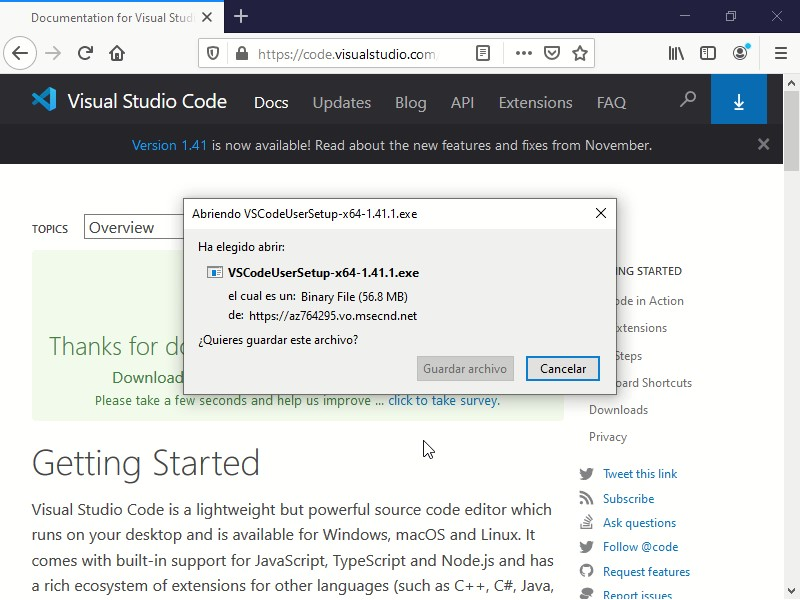 Documentation for Visual Stud
https://code.visualstudio.com
Visual Studio Code
Docs
Updates
Blog
API
Extensions
FAQ
Version 1.41 is now available! Read about the new features and fixes from November.
TOPICS
Overview
Abriendo VSCodeUserSetup-x64-1.41.1.exe
Ha elegido abrir:
VSCodeUserSetup-x64-1.41.1.exe
el cual es un: Binary File (56.8 MB)
de: https://az764295.vo.msecnd.net
¿Quieres guardar este archivo?
Guardar archivo
Cancelar
Thanks for do
Download
Please take a few seconds and help us improve ... click to take survey.
NG STARTED
ode in Action
xtensions
Steps
oard Shortcuts
Downloads
Privacy
Tweet this link
Subscribe
Ask questions
Follow @code
Request features
Report issues
Getting Started
Visual Studio Code is a lightweight but powerful source code editor which
runs on your desktop and is available for Windows, macOS and Linux. It
comes with built-in support for JavaScript, TypeScript and Node.js and has
a rich ecosystem of extensions for other languages (such as C++, C#, Java,